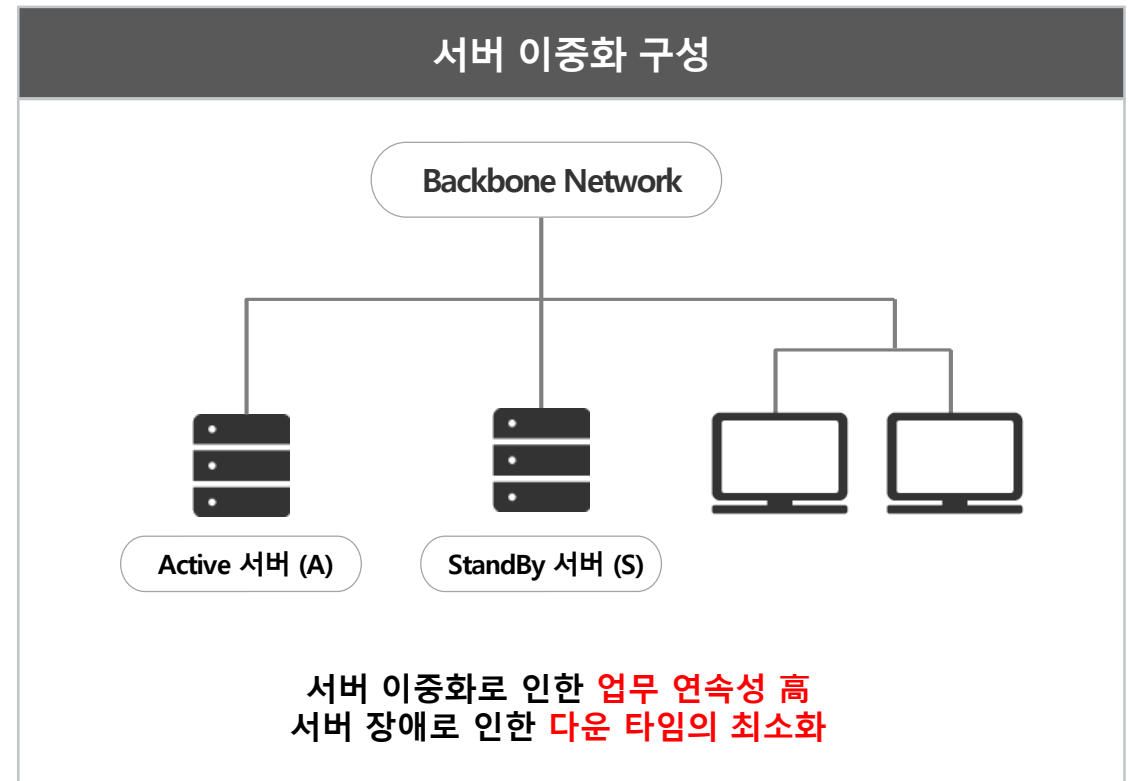 서버 이중화 구성
Backbone Network
Active 서버 (A)
StandBy 서버 (S)
서버 이중화로 인한 업무 연속성 高
서버 장애로 인한 다운 타임의 최소화